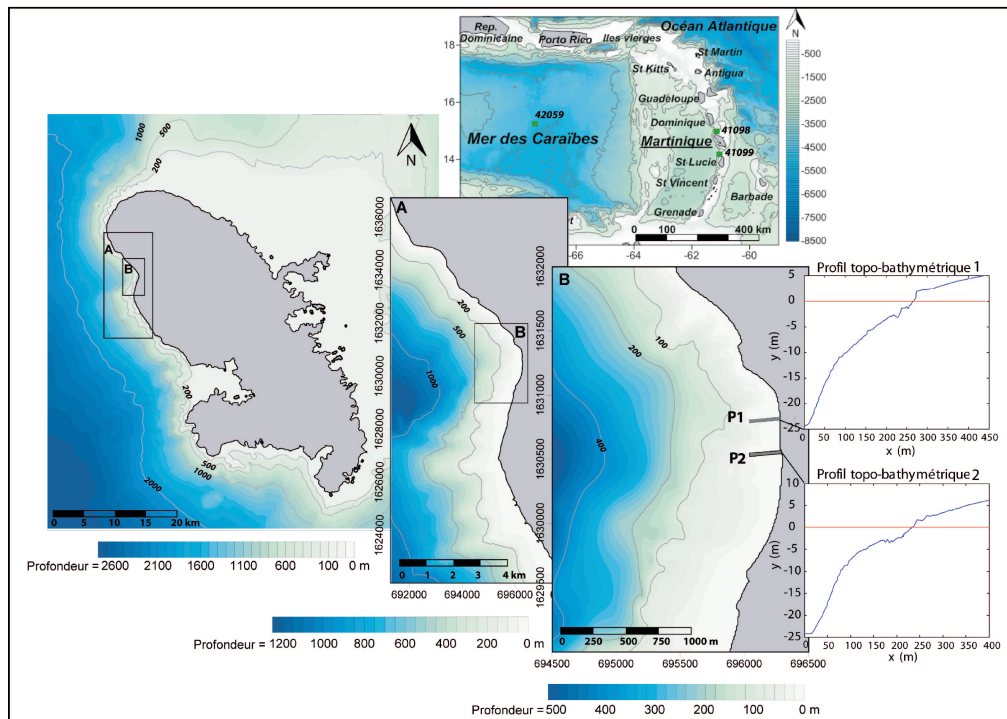 Océan Atlantique
Rep.
Dominicaine
Porto Rico
Iles vierges
St Martin
St Kitts
Antigua
Guadeloupe
42059
Dominique
41098
Mer des Caraïbes
Martinique
41099
St Lucie
St Vincent
Barbade
Grenade
et
0 100 400 km
18
16
14
-66 -64 -62 -60
N
-500
-1500
-2500
-3500
-4500
-5500
-6500
-7500
-8500
1000
500
200
N
A
B
200
500
1000
2000
0 5 10 15 20 km
Profondeur = 2600 2100 1600 1100 600 100 0 m
A
200
500
B
1000
0 1 2 3 4 km
692000 694000 696000
1636000
1634000
1632000
1630000
1628000
1626000
1624000
Profondeur = 1200 1000 800 600 400 200 0 m
B
100
200
400
P1
P2
0 250 500 750 1000 m
694500 695000 695500 696000 696500
1632000
1631500
1631000
1630500
1630000
1629500
Profondeur = 500 400 300 200 100 0 m
Profil topo-bathymétrique 1
5
0
-5
-10
-15
-20
-25
y (m)
0 50 100 150 200 250 300 350 400 450
x (m)
Profil topo-bathymétrique 2
10
5
0
-5
-10
-15
-20
-25
y (m)
0 50 100 150 200 250 300 350 400
x (m)